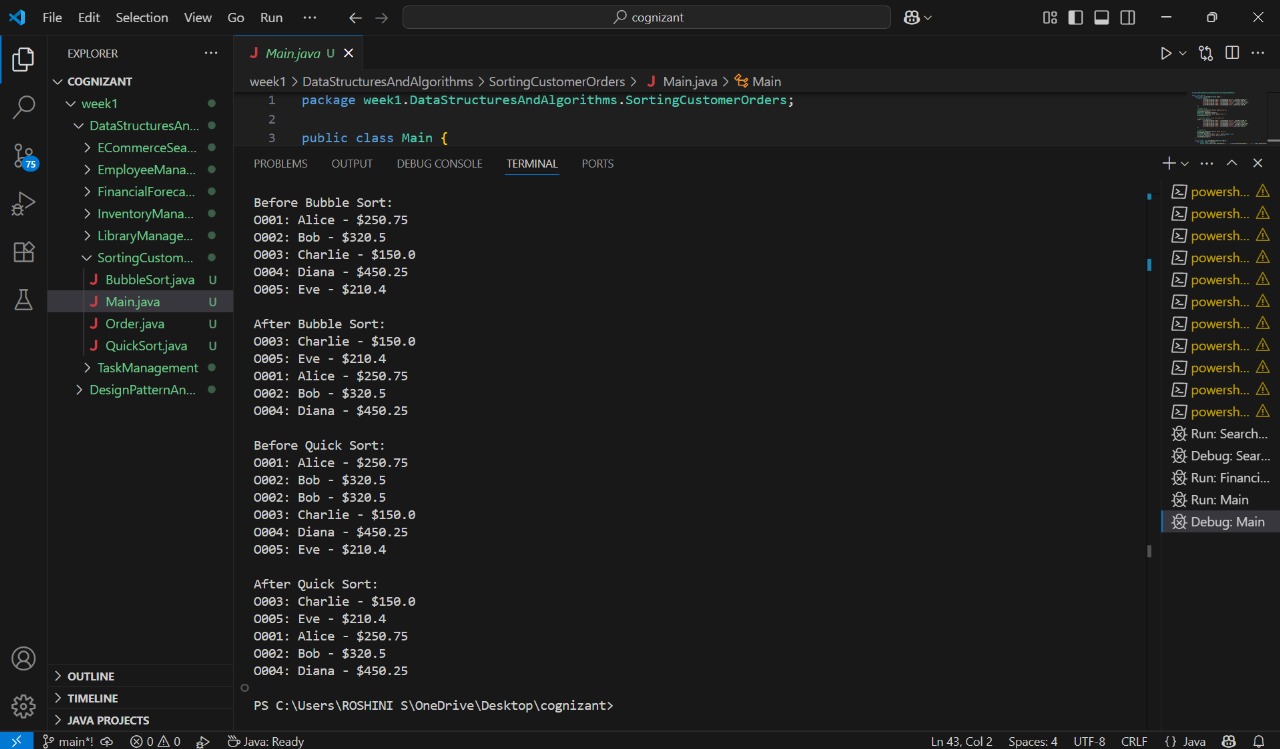 File Edit Selection View Go Run ··· cognizant
EXPLORER ···
COGNIZANT
week1
DataStructuresAn...
ECommerceSea...
EmployeeMana...
FinancialForeca...
InventoryMana...
LibraryManage...
SortingCustom...
BubbleSort.java U
Main.java U
Order.java U
QuickSort.java U
TaskManagement
DesignPatternAn...
OUTLINE
TIMELINE
JAVA PROJECTS
75
Main.java U
week1 > DataStructuresAndAlgorithms > SortingCustomerOrders > Main.java > Main
1 package week1.DataStructuresAndAlgorithms.SortingCustomerOrders;
2
3 public class Main {
PROBLEMS OUTPUT DEBUG CONSOLE TERMINAL PORTS
Before Bubble Sort:
O001: Alice - $250.75
O002: Bob - $320.5
O003: Charlie - $150.0
O004: Diana - $450.25
O005: Eve - $210.4
After Bubble Sort:
O003: Charlie - $150.0
O005: Eve - $210.4
O001: Alice - $250.75
O002: Bob - $320.5
O004: Diana - $450.25
Before Quick Sort:
O001: Alice - $250.75
O002: Bob - $320.5
O002: Bob - $320.5
O003: Charlie - $150.0
O004: Diana - $450.25
O005: Eve - $210.4
After Quick Sort:
O003: Charlie - $150.0
O005: Eve - $210.4
O001: Alice - $250.75
O002: Bob - $320.5
O004: Diana - $450.25
PS C:\Users\ROSHINI S\OneDrive\Desktop\cognizant>
powersh...
powersh...
powersh...
powersh...
powersh...
powersh...
powersh...
powersh...
powersh...
powersh...
powersh...
Run: Search...
Debug: Sear...
Run: Financi...
Run: Main
Debug: Main
main*! 0 0 Java: Ready Ln 43, Col 2 Spaces: 4 UTF-8 CRLF {} Java